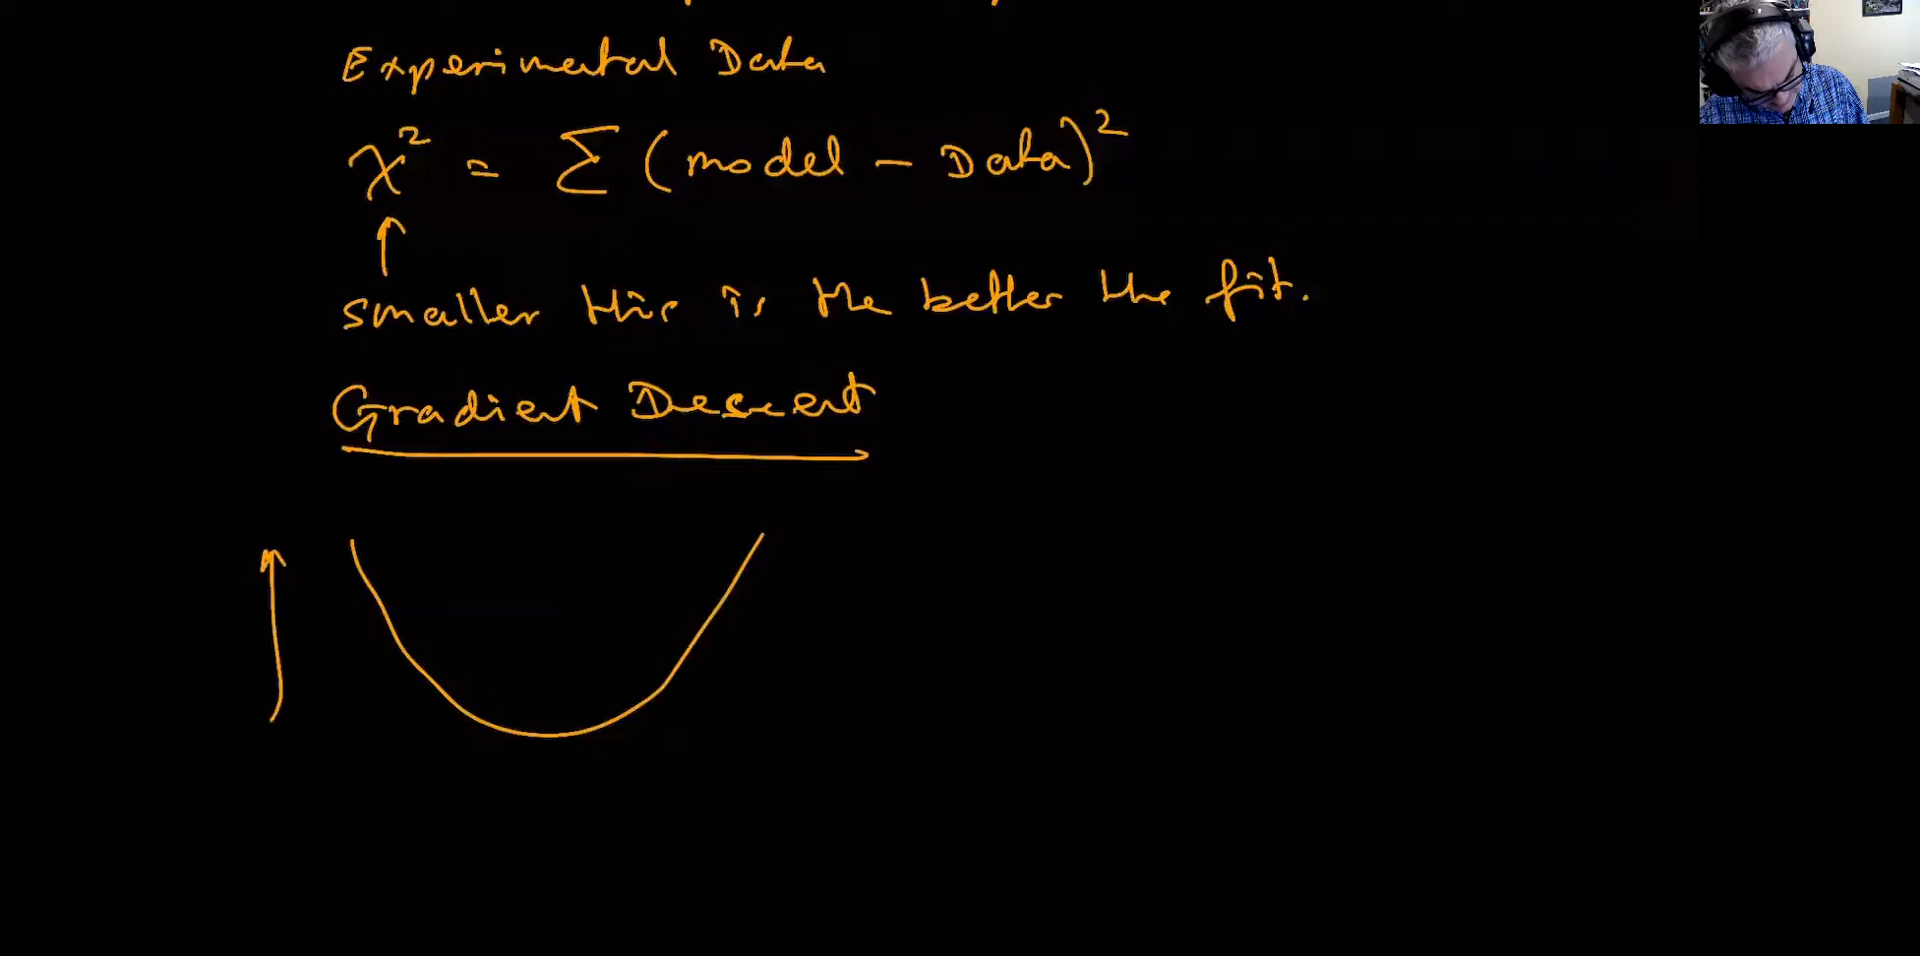 Experimental Data
χ² = Σ (model - Data)²
smaller this is the better the fit.
Gradient Descent